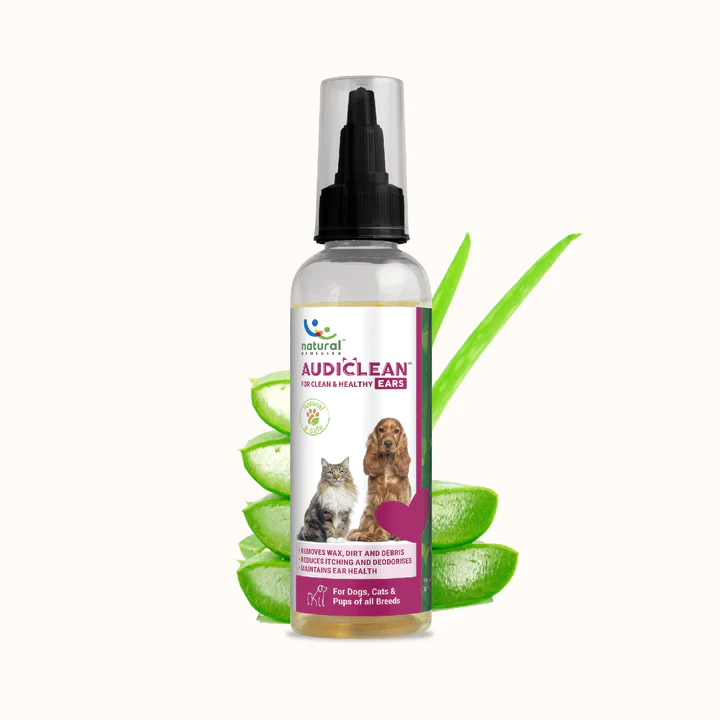 natural™
REMEDIES
AUDICLEAN™
FOR CLEAN & HEALTHY EARS
Natural
& Safe
• REMOVES WAX, DIRT AND DEBRIS
• REDUCES ITCHING AND DEODORISES
• MAINTAINS EAR HEALTH
For Dogs, Cats &
Pups of all Breeds